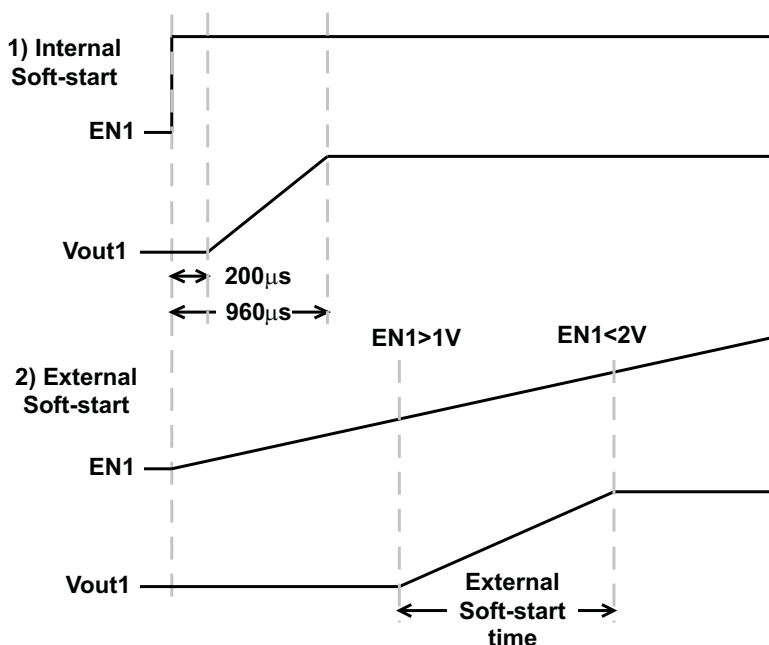 1) Internal
Soft-start
EN1
Vout1
200μs
960μs
EN1>1V
EN1<2V
2) External
Soft-start
EN1
Vout1
External
Soft-start
time